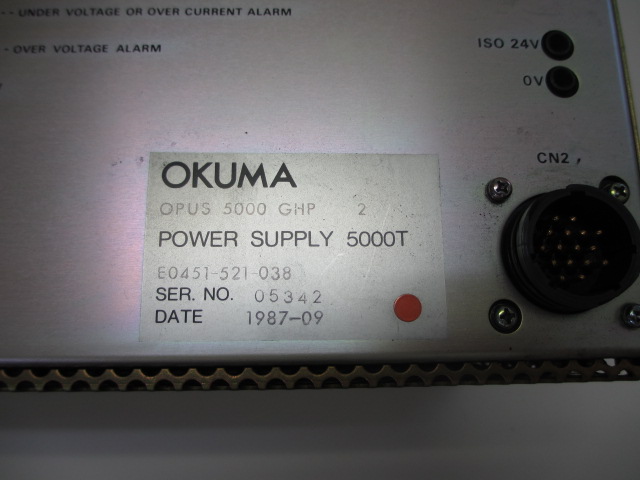 -- UNDER VOLTAGE OR OVER CURRENT ALARM
- OVER VOLTAGE ALARM
ISO 24V
0V
CN2
OKUMA
OPUS 5000 GHP 2
POWER SUPPLY 5000T
E0451-521-038
SER. NO. 05342
DATE 1987-09